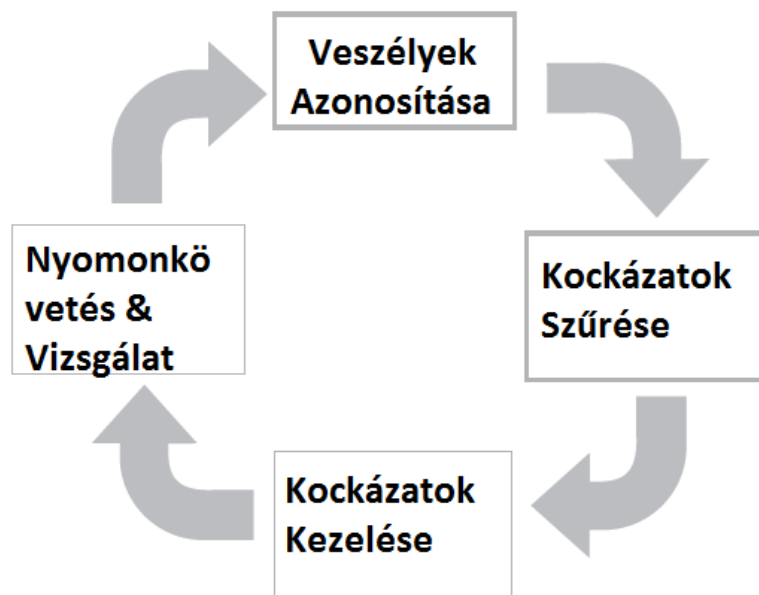 Veszélyek
Azonosítása
Kockázatok
Szűrése
Kockázatok
Kezelése
Nyomonkö
vetés &
Vizsgálat